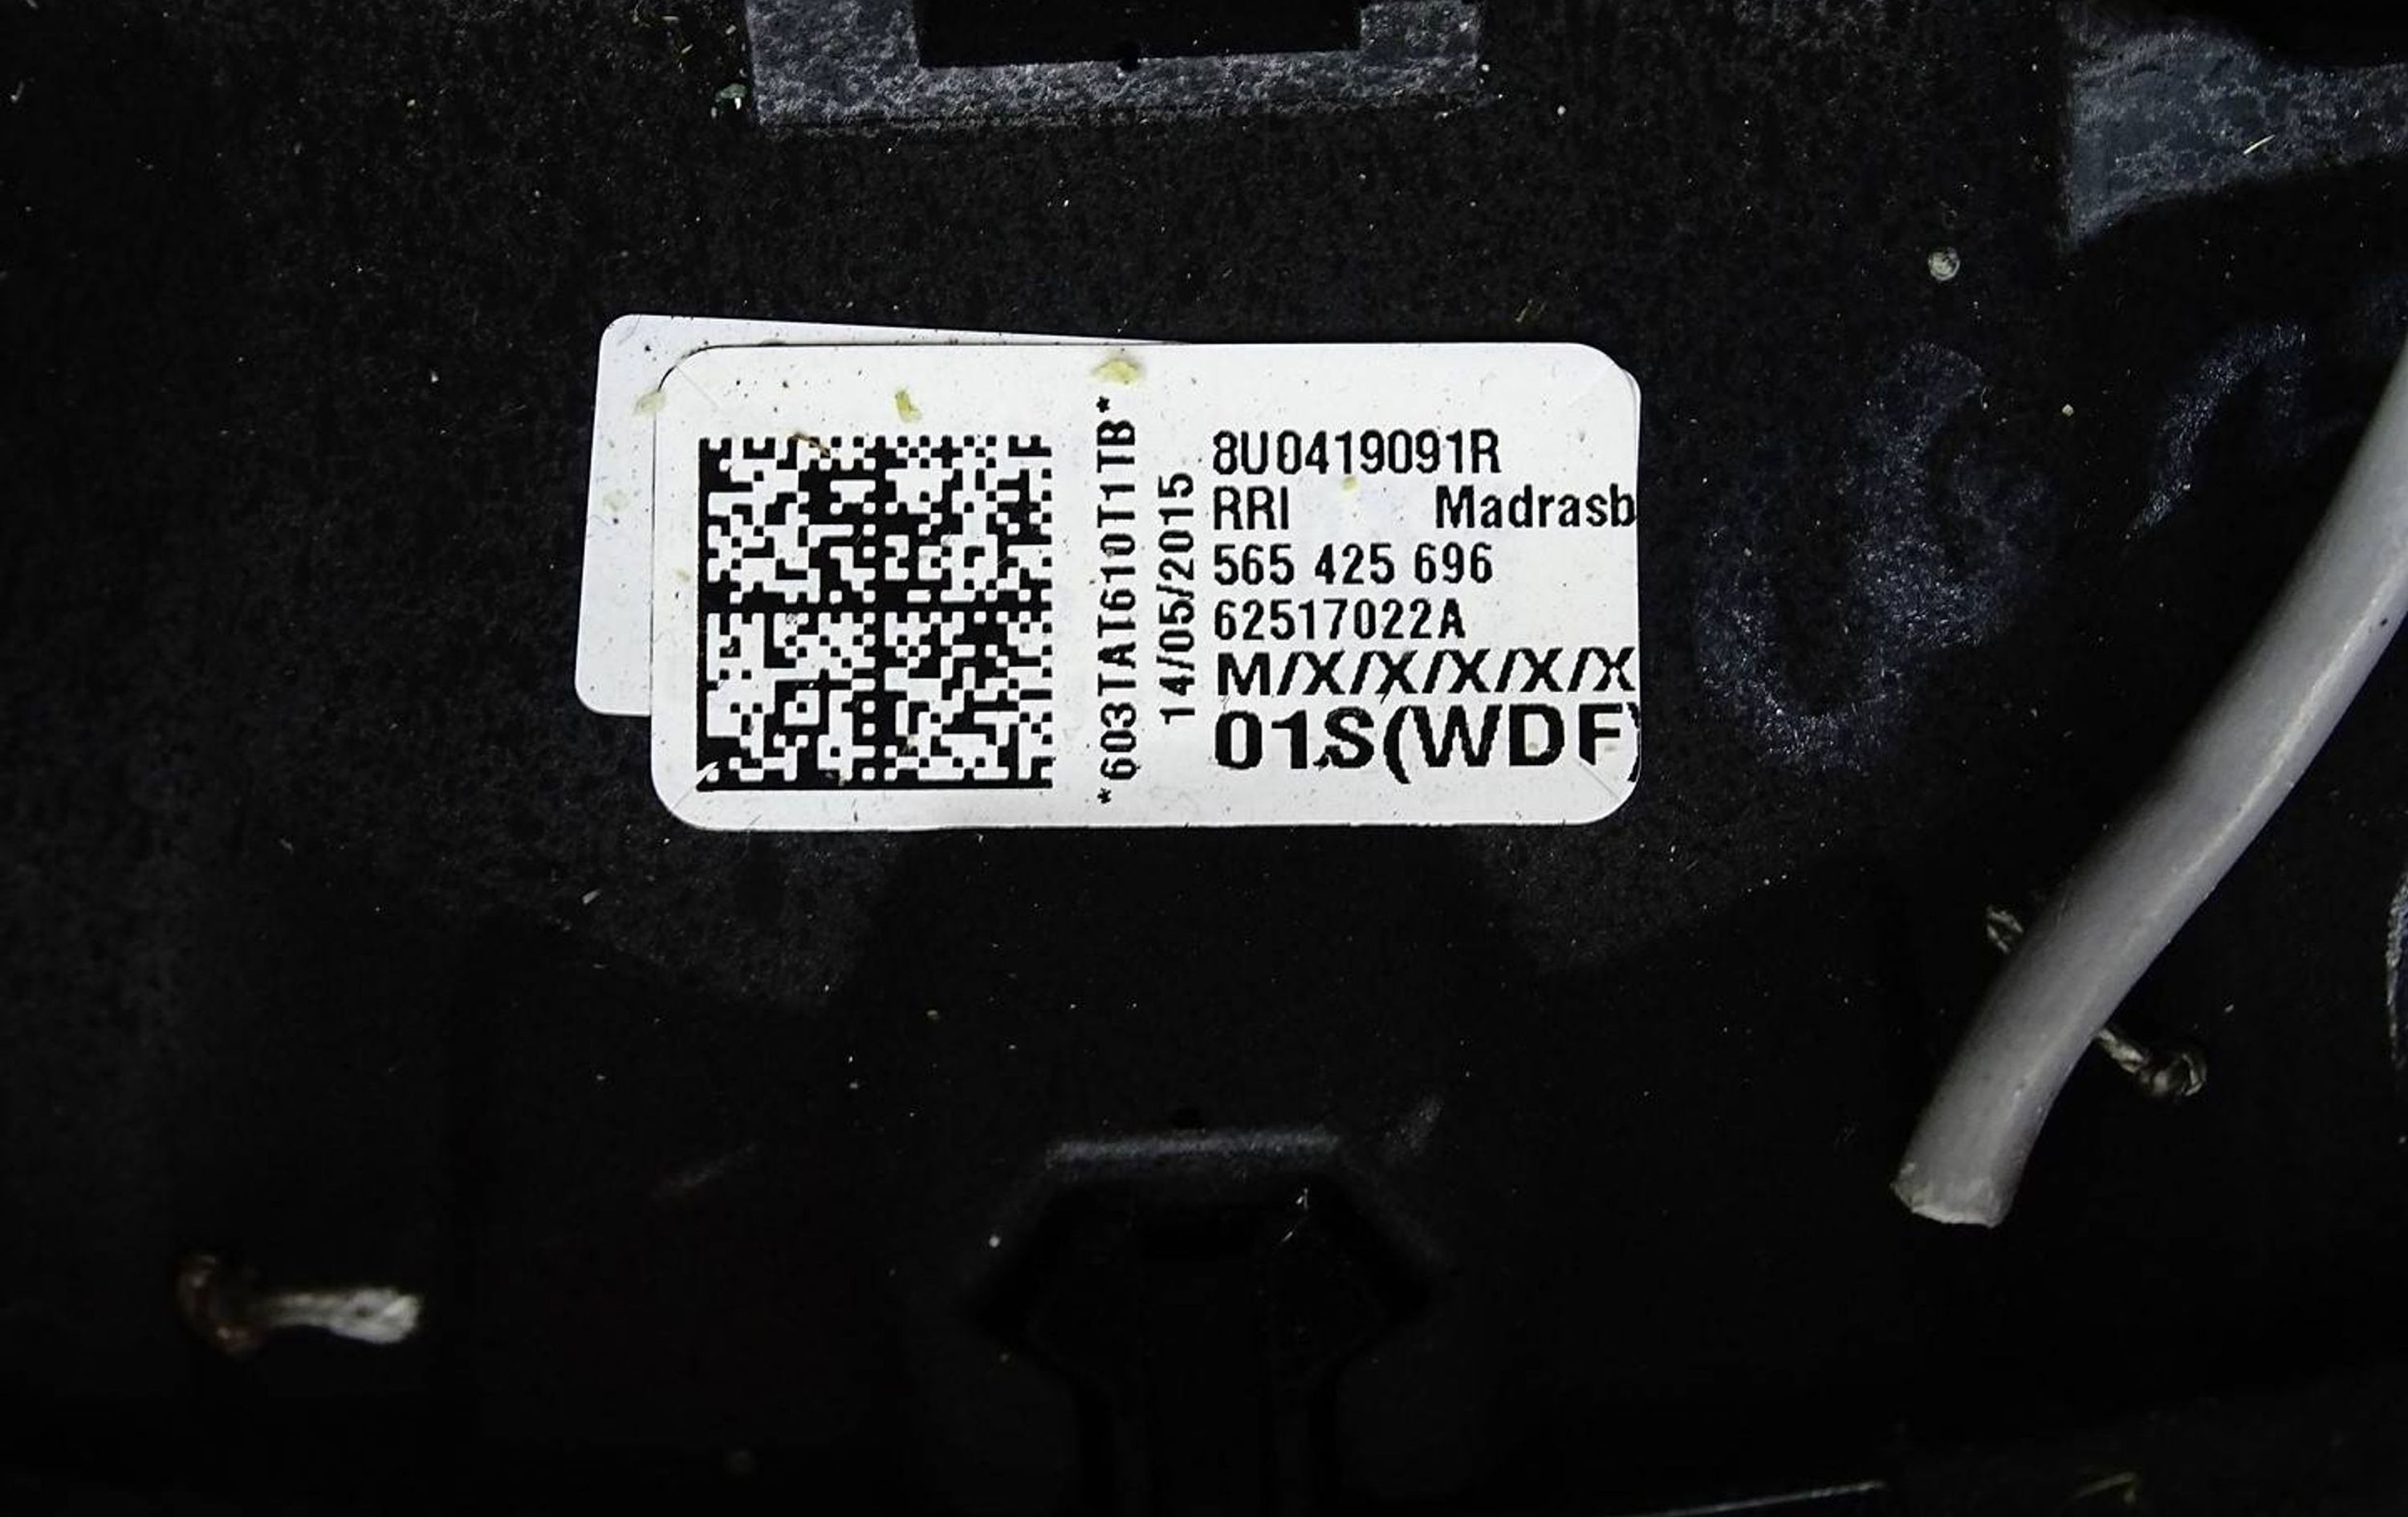 *603TAT610T1TB*
14/05/2015
8U0419091R
RRI Madrasb
565 425 696
62517022A
M/X/X/X/X/X
01S(WDF)